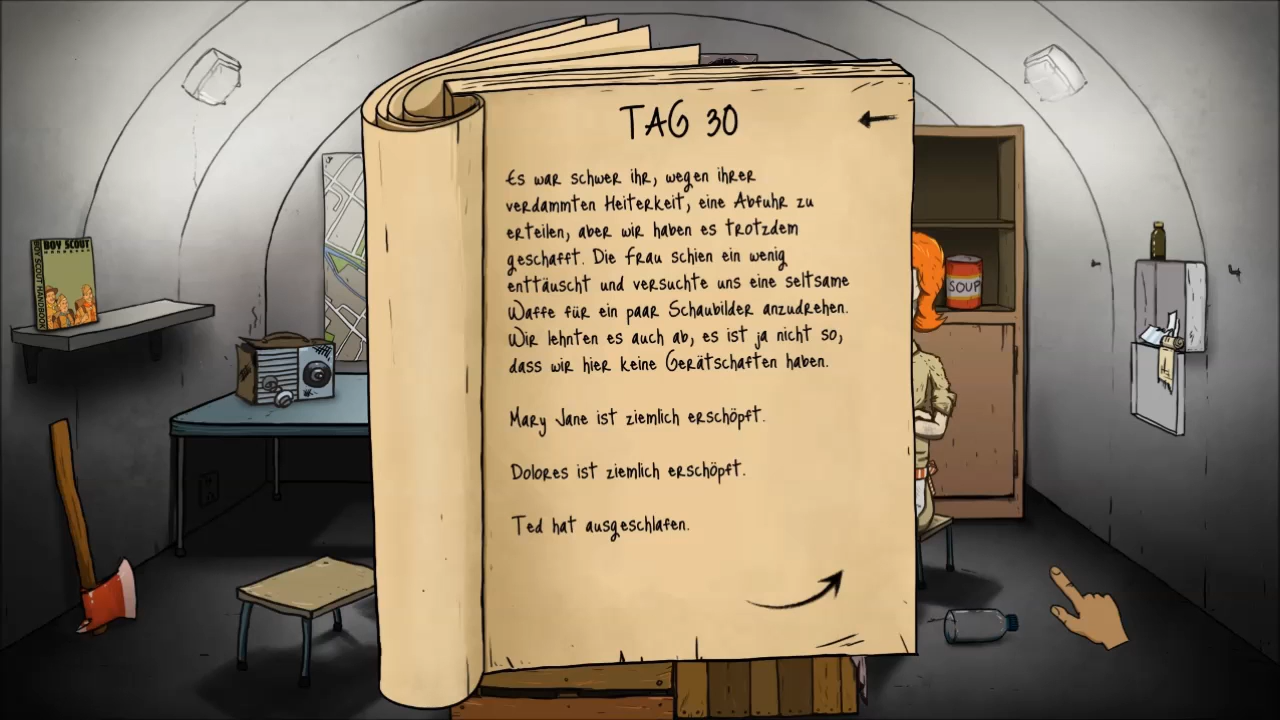 TAG 30
Es war schwer ihr, wegen ihrer
verdammten Heiterkeit, eine Abfuhr zu
erteilen, aber wir haben es trotzdem
geschafft. Die Frau schien ein wenig
enttäuscht und versuchte uns eine seltsame
Waffe für ein paar Schaubilder anzudrehen.
Wir lehnten es auch ab, es ist ja nicht so,
dass wir hier keine Gerätschaften haben.
Mary Jane ist ziemlich erschöpft.
Dolores ist ziemlich erschöpft.
Ted hat ausgeschlafen.
BOY SCOUT
BOY SCOUT HANDBOOK
SOUP